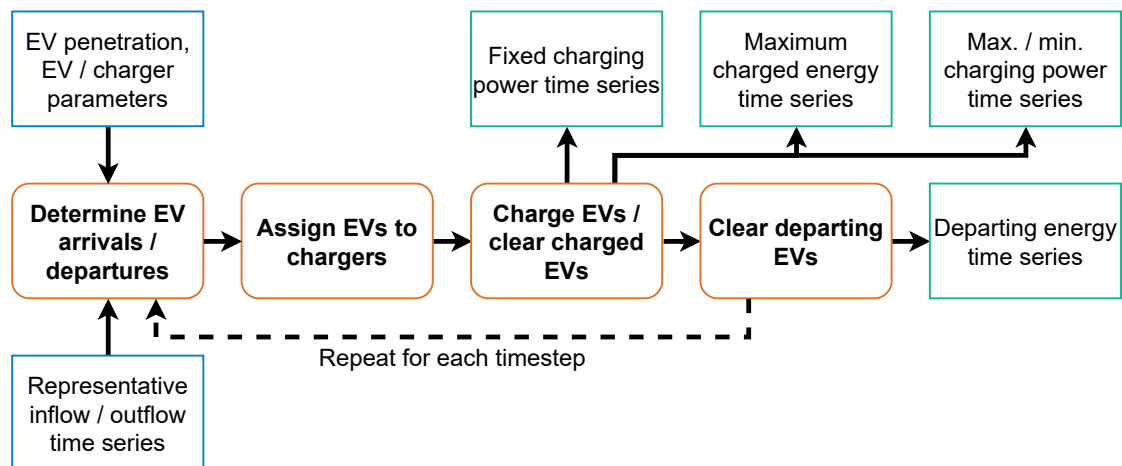 EV penetration,
EV / charger
parameters
Fixed charging
power time series
Maximum
charged energy
time series
Max. / min.
charging power
time series
Determine EV
arrivals /
departures
Assign EVs to
chargers
Charge EVs /
clear charged
EVs
Clear departing
EVs
Departing energy
time series
Repeat for each timestep
Representative
inflow / outflow
time series